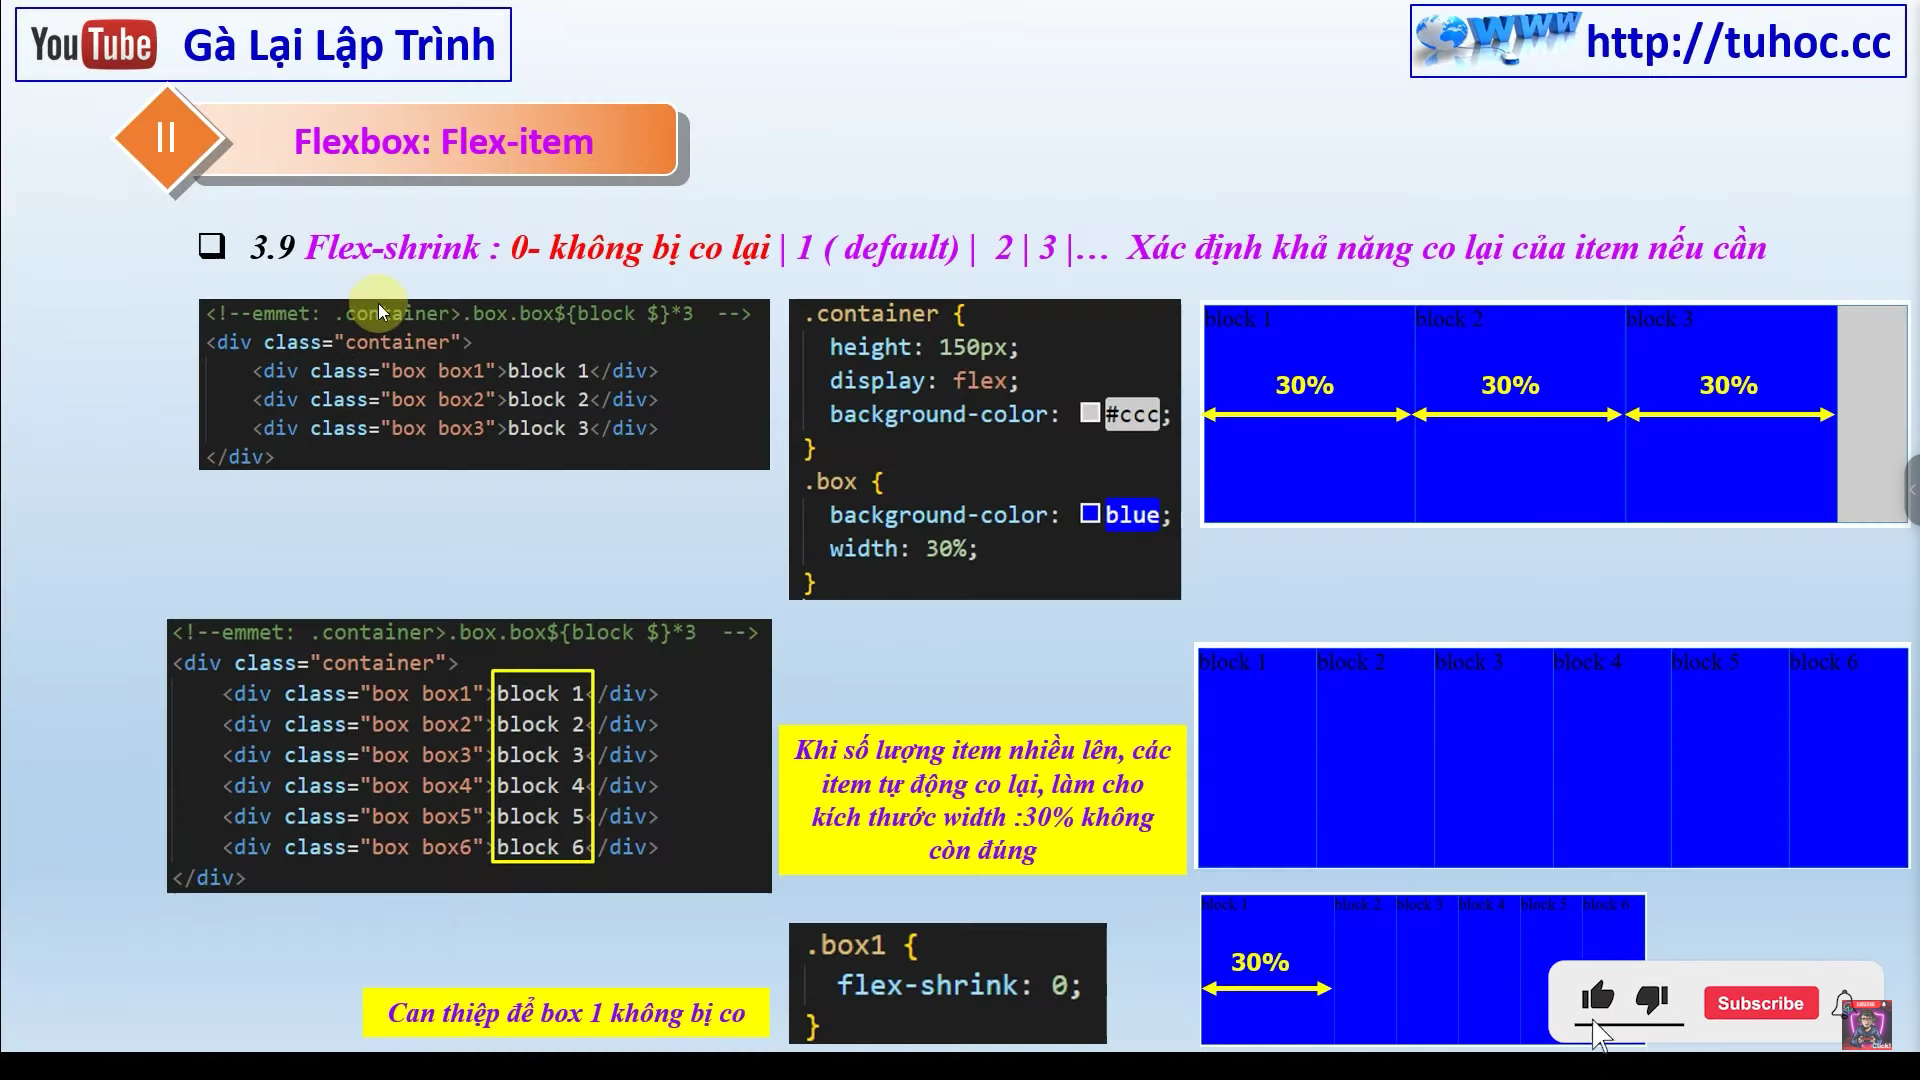 YouTube Gà Lại Lập Trình
WWW http://tuhoc.cc
II Flexbox: Flex-item
3.9 Flex-shrink : 0- không bị co lại | 1 ( default) | 2 | 3 |… Xác định khả năng co lại của item nếu cần
<!--emmet: .container>.box.box${block $}*3 -->
<div class="container">
<div class="box box1">block 1</div>
<div class="box box2">block 2</div>
<div class="box box3">block 3</div>
</div>
.container {
height: 150px;
display: flex;
background-color: #ccc;
}
.box {
background-color: blue;
width: 30%;
}
block 1 block 2 block 3
30% 30% 30%
<!--emmet: .container>.box.box${block $}*3 -->
<div class="container">
<div class="box box1">block 1</div>
<div class="box box2">block 2</div>
<div class="box box3">block 3</div>
<div class="box box4">block 4</div>
<div class="box box5">block 5</div>
<div class="box box6">block 6</div>
</div>
Khi số lượng item nhiều lên, các
item tự động co lại, làm cho
kích thước width :30% không
còn đúng
block 1 block 2 block 3 block 4 block 5 block 6
Can thiệp để box 1 không bị co
.box1 {
flex-shrink: 0;
}
block 1 block 2 block 3 block 4 block 5 block 6
30%
Subscribe